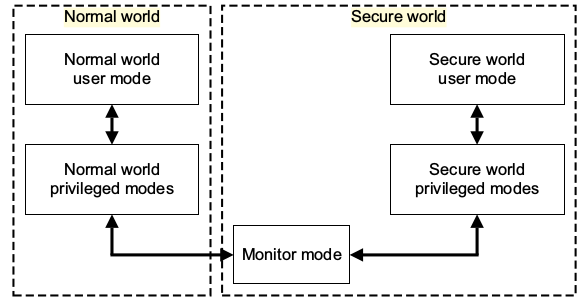 Normal world
Secure world
Normal world
user mode
Secure world
user mode
Normal world
privileged modes
Secure world
privileged modes
Monitor mode